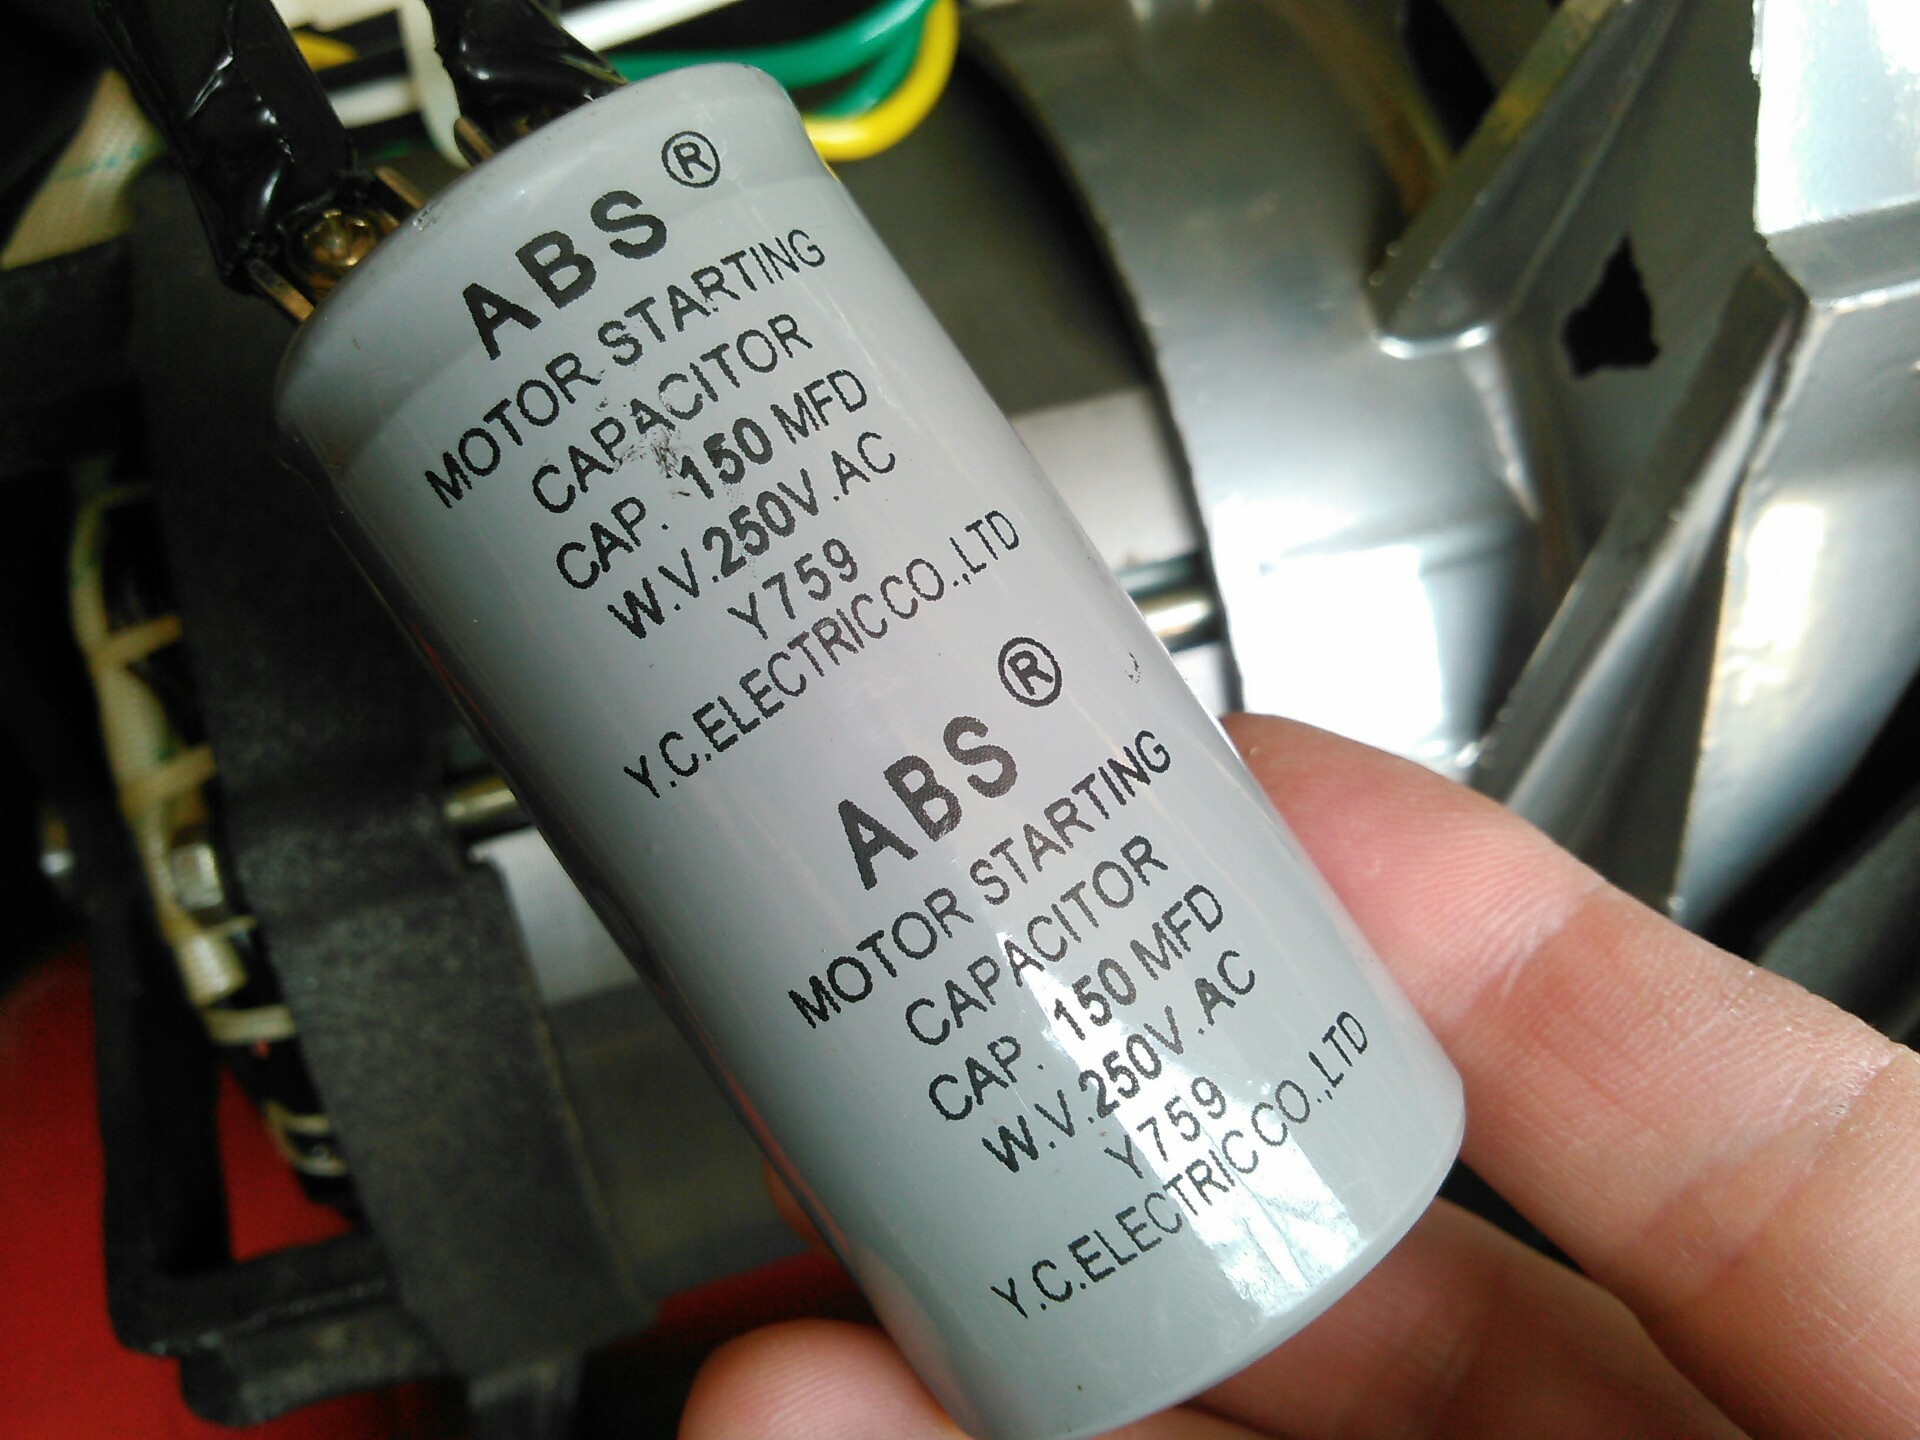 ABS ®
MOTOR STARTING
CAPACITOR
CAP. 150 MFD
W.V.250V.AC
Y759
Y.C.ELECTRIC CO.,LTD
ABS ®
MOTOR STARTING
CAPACITOR
CAP. 150 MFD
W.V.250V.AC
Y759
Y.C.ELECTRIC CO.,LTD